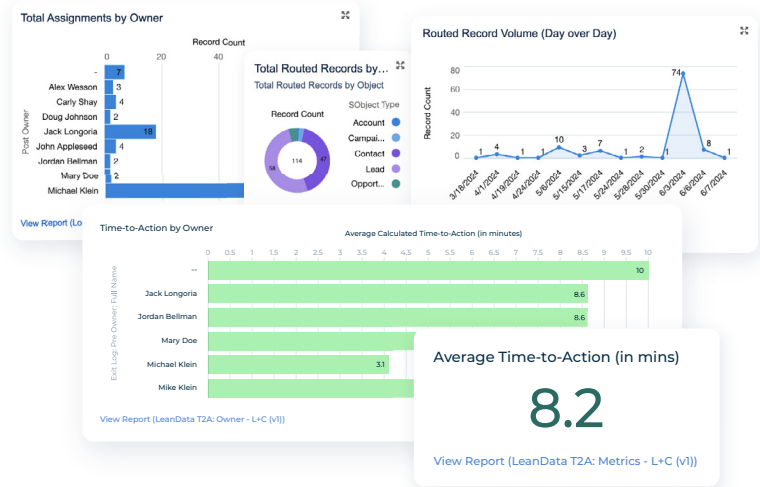 Total Assignments by Owner
Record Count
0 20 40
Post Owner
- 7
Alex Wesson 3
Carly Shay 4
Doug Johnson 2
Jack Longoria 18
John Appleseed 4
Jordan Bellman 2
Mary Doe 2
Michael Klein
View Report (Lo
Total Routed Records by...
Total Routed Records by Object
Record Count
SObject Type
Account
Campai...
Contact
Lead
Opport...
114
47
58
Routed Record Volume (Day over Day)
Record Count
80
60
40
20
0
1 4 1 1 10 3 7 1 2 1 74 8 1
3/18/2024 4/1/2024 4/19/2024 4/24/2024 5/6/2024 5/15/2024 5/17/2024 5/24/2024 5/28/2024 5/30/2024 6/3/2024 6/6/2024 6/7/2024
Time-to-Action by Owner
Average Calculated Time-to-Action (in minutes)
0 0.5 1 1.5 2 2.5 3 3.5 4 4.5 5 5.5 6 6.5 7 7.5 8 8.5 9 9.5 10
Exit Log: Pre Owner: Full Name
-- 10
Jack Longoria 8.6
Jordan Bellman 8.6
Mary Doe
Michael Klein 3.1
Mike Klein
View Report (LeanData T2A: Owner - L+C (v1))
Average Time-to-Action (in mins)
8.2
View Report (LeanData T2A: Metrics - L+C (v1))